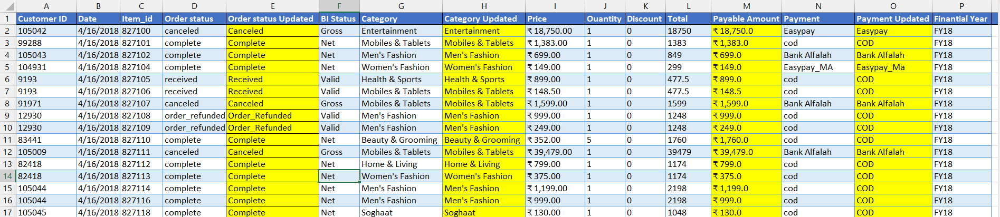 A B C D E F G H I J K L M N O P
1 Customer ID Date Item_id Order status Order status Updated BI Status Category Category Updated Price Quantity Discount Total Payable Amount Payment Payment Updated Finantial Year
2 105042 4/16/2018 827100 canceled Canceled Gross Entertainment Entertainment ₹ 18,750.00 1 0 18750 ₹ 18,750.0 Easypay Easypay FY18
3 99288 4/16/2018 827101 complete Complete Net Mobiles & Tablets Mobiles & Tablets ₹ 1,383.00 1 0 1383 ₹ 1,383.0 cod COD FY18
4 105043 4/16/2018 827102 complete Complete Net Men's Fashion Men's Fashion ₹ 699.00 1 0 849 ₹ 699.0 Bank Alfalah Bank Alfalah FY18
5 104931 4/16/2018 827104 complete Complete Net Women's Fashion Women's Fashion ₹ 149.00 1 0 299 ₹ 149.0 Easypay_MA Easypay_Ma FY18
6 9193 4/16/2018 827105 received Received Valid Health & Sports Health & Sports ₹ 899.00 1 0 477.5 ₹ 899.0 cod COD FY18
7 9193 4/16/2018 827106 received Received Valid Mobiles & Tablets Mobiles & Tablets ₹ 148.50 1 0 477.5 ₹ 148.5 cod COD FY18
8 91971 4/16/2018 827107 canceled Canceled Gross Mobiles & Tablets Mobiles & Tablets ₹ 1,599.00 1 0 1599 ₹ 1,599.0 Bank Alfalah Bank Alfalah FY18
9 12930 4/16/2018 827108 order_refunded Order_Refunded Valid Men's Fashion Men's Fashion ₹ 999.00 1 0 1248 ₹ 999.0 cod COD FY18
10 12930 4/16/2018 827109 order_refunded Order_Refunded Valid Men's Fashion Men's Fashion ₹ 249.00 1 0 1248 ₹ 249.0 cod COD FY18
11 83441 4/16/2018 827110 complete Complete Net Beauty & Grooming Beauty & Grooming ₹ 352.00 5 0 1760 ₹ 1,760.0 cod COD FY18
12 105009 4/16/2018 827111 canceled Canceled Gross Mobiles & Tablets Mobiles & Tablets ₹ 39,479.00 1 0 39479 ₹ 39,479.0 Bank Alfalah Bank Alfalah FY18
13 82418 4/16/2018 827112 complete Complete Net Home & Living Home & Living ₹ 799.00 1 0 1174 ₹ 799.0 cod COD FY18
14 82418 4/16/2018 827113 complete Complete Net Women's Fashion Women's Fashion ₹ 375.00 1 0 1174 ₹ 375.0 cod COD FY18
15 105044 4/16/2018 827114 complete Complete Net Men's Fashion Men's Fashion ₹ 1,199.00 1 0 2198 ₹ 1,199.0 cod COD FY18
16 105044 4/16/2018 827116 complete Complete Net Men's Fashion Men's Fashion ₹ 999.00 1 0 2198 ₹ 999.0 cod COD FY18
17 105045 4/16/2018 827118 complete Complete Net Soghaat Soghaat ₹ 130.00 1 0 1048 ₹ 130.0 cod COD FY18